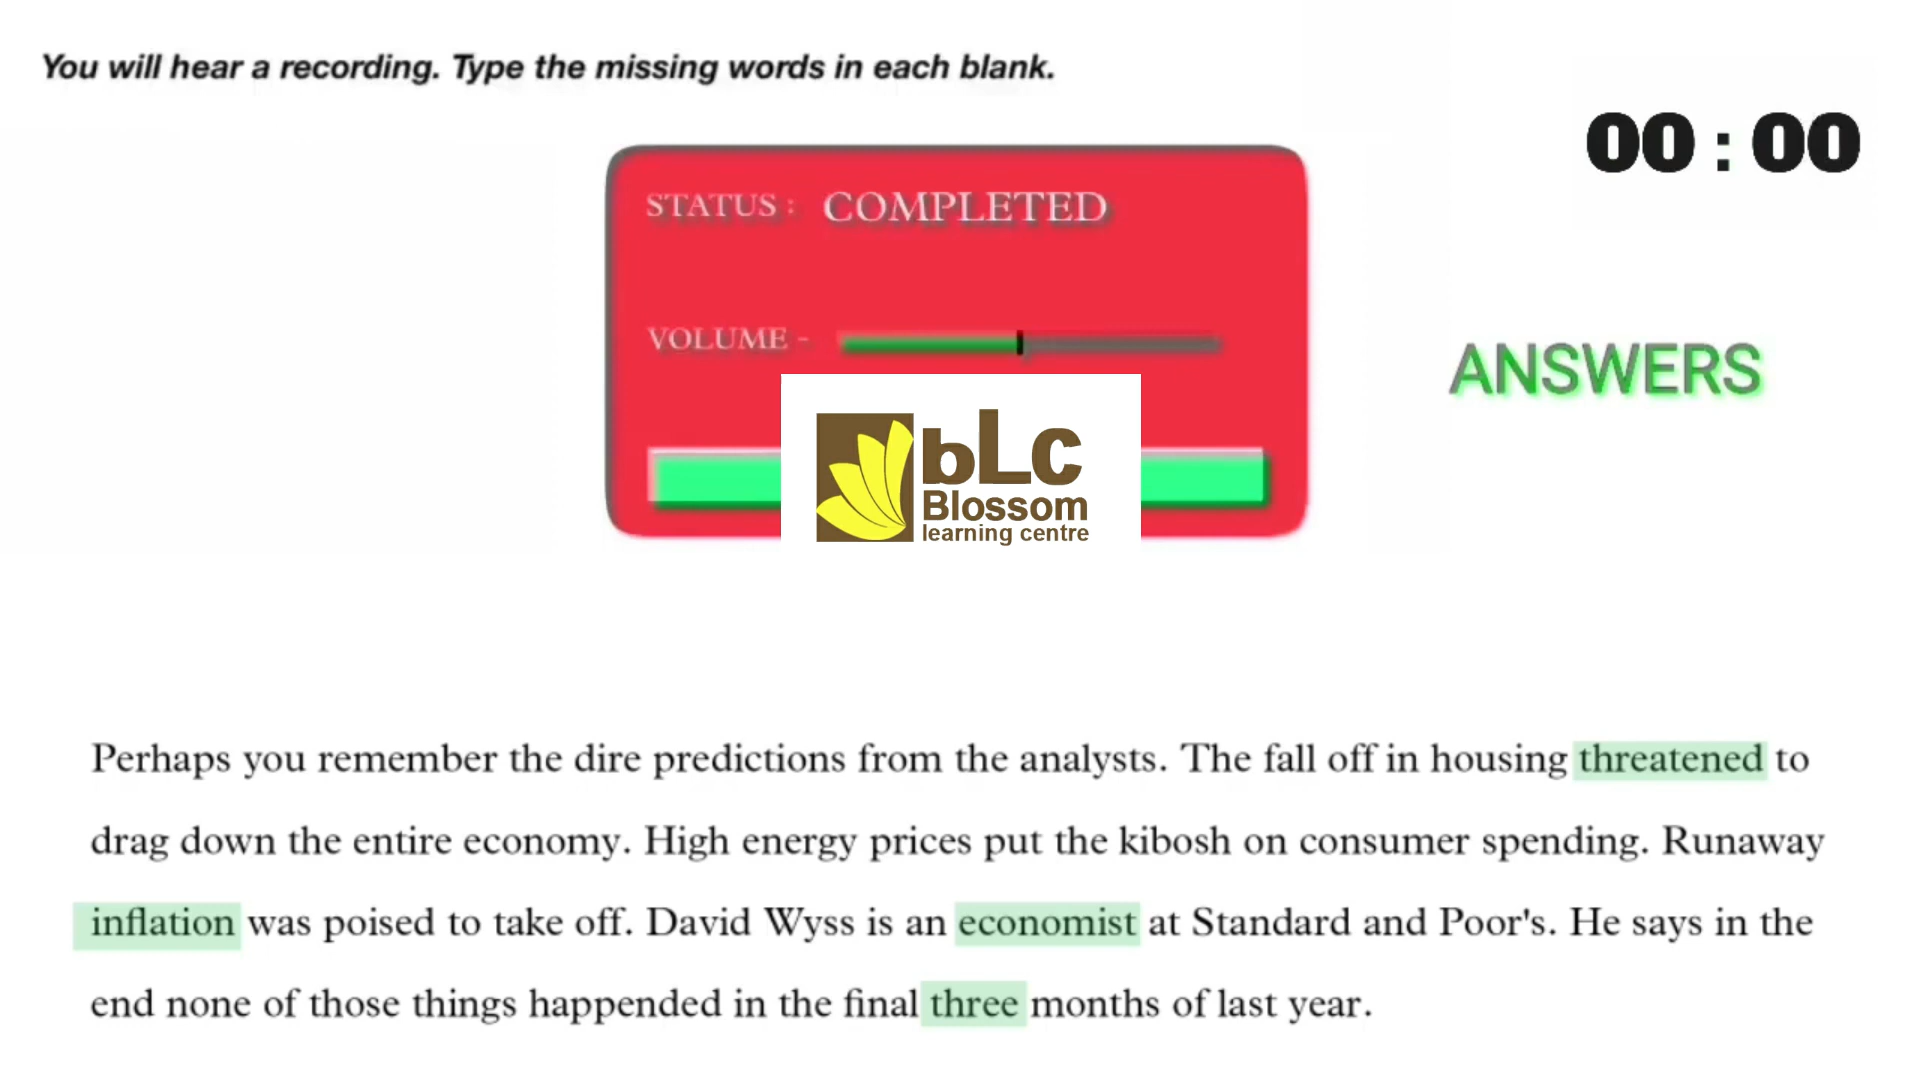 You will hear a recording. Type the missing words in each blank.
00 : 00
STATUS : COMPLETED
VOLUME -
ANSWERS
bLc
Blossom
learning centre
Perhaps you remember the dire predictions from the analysts. The fall off in housing threatened to
drag down the entire economy. High energy prices put the kibosh on consumer spending. Runaway
inflation was poised to take off. David Wyss is an economist at Standard and Poor's. He says in the
end none of those things happended in the final three months of last year.